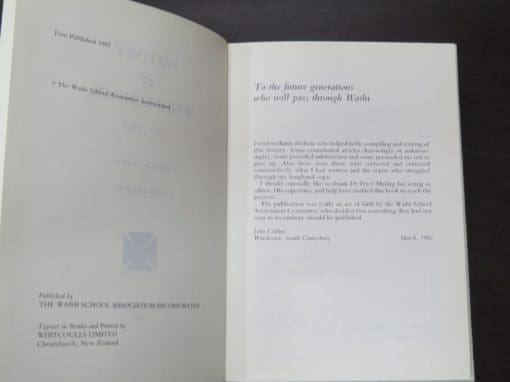 First Published 1982
© The Waihi School Association Incorporated
Published by
THE WAIHI SCHOOL ASSOCIATION INCORPORATED
Typeset in Bembo and Printed by
WHITCOULLS LIMITED
Christchurch, New Zealand
To the future generations
who will pass through Waihi
I wish to thank all those who helped in the compiling and writing of
this history. Some contributed articles (knowingly or unknow-
ingly), some provided information and some persuaded me not to
give up. Also there were those who corrected and criticised
constructively what I had written and the typist who struggled
through my longhand copy.
I should especially like to thank Dr Peter Maling for acting as
editor. His experience and help have enabled this book to reach the
printers.
The publication was really an act of faith by the Waihi School
Association Committee who decided that something they had not
seen in its entirety should be published.
John Collins
Winchester, South Canterbury March, 1982
HISTORY
OF